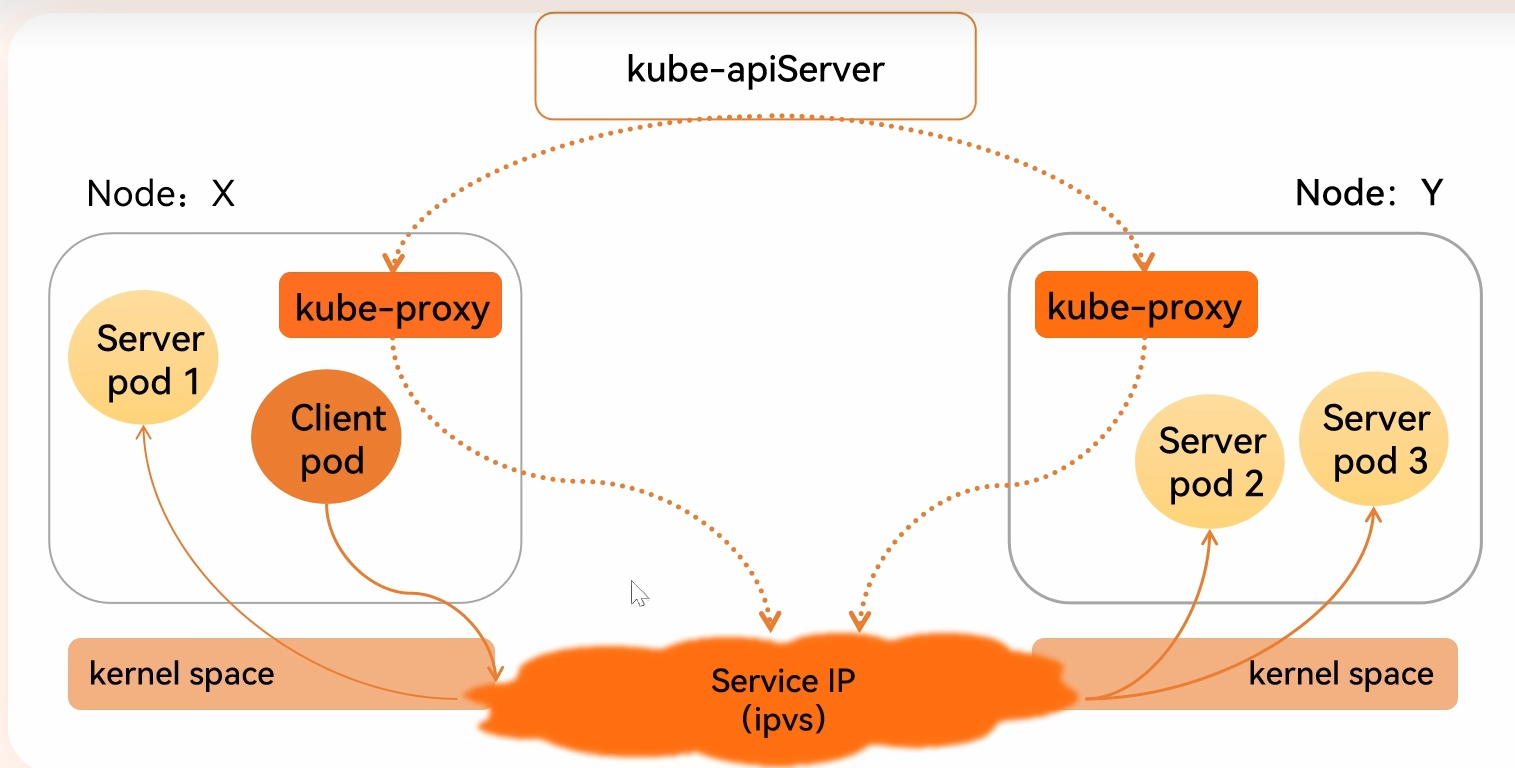 kube-apiServer
Node：X
Node：Y
kube-proxy
kube-proxy
Server
pod 1
Client
pod
Server
pod 2
Server
pod 3
kernel space
Service IP
(ipvs)
kernel space